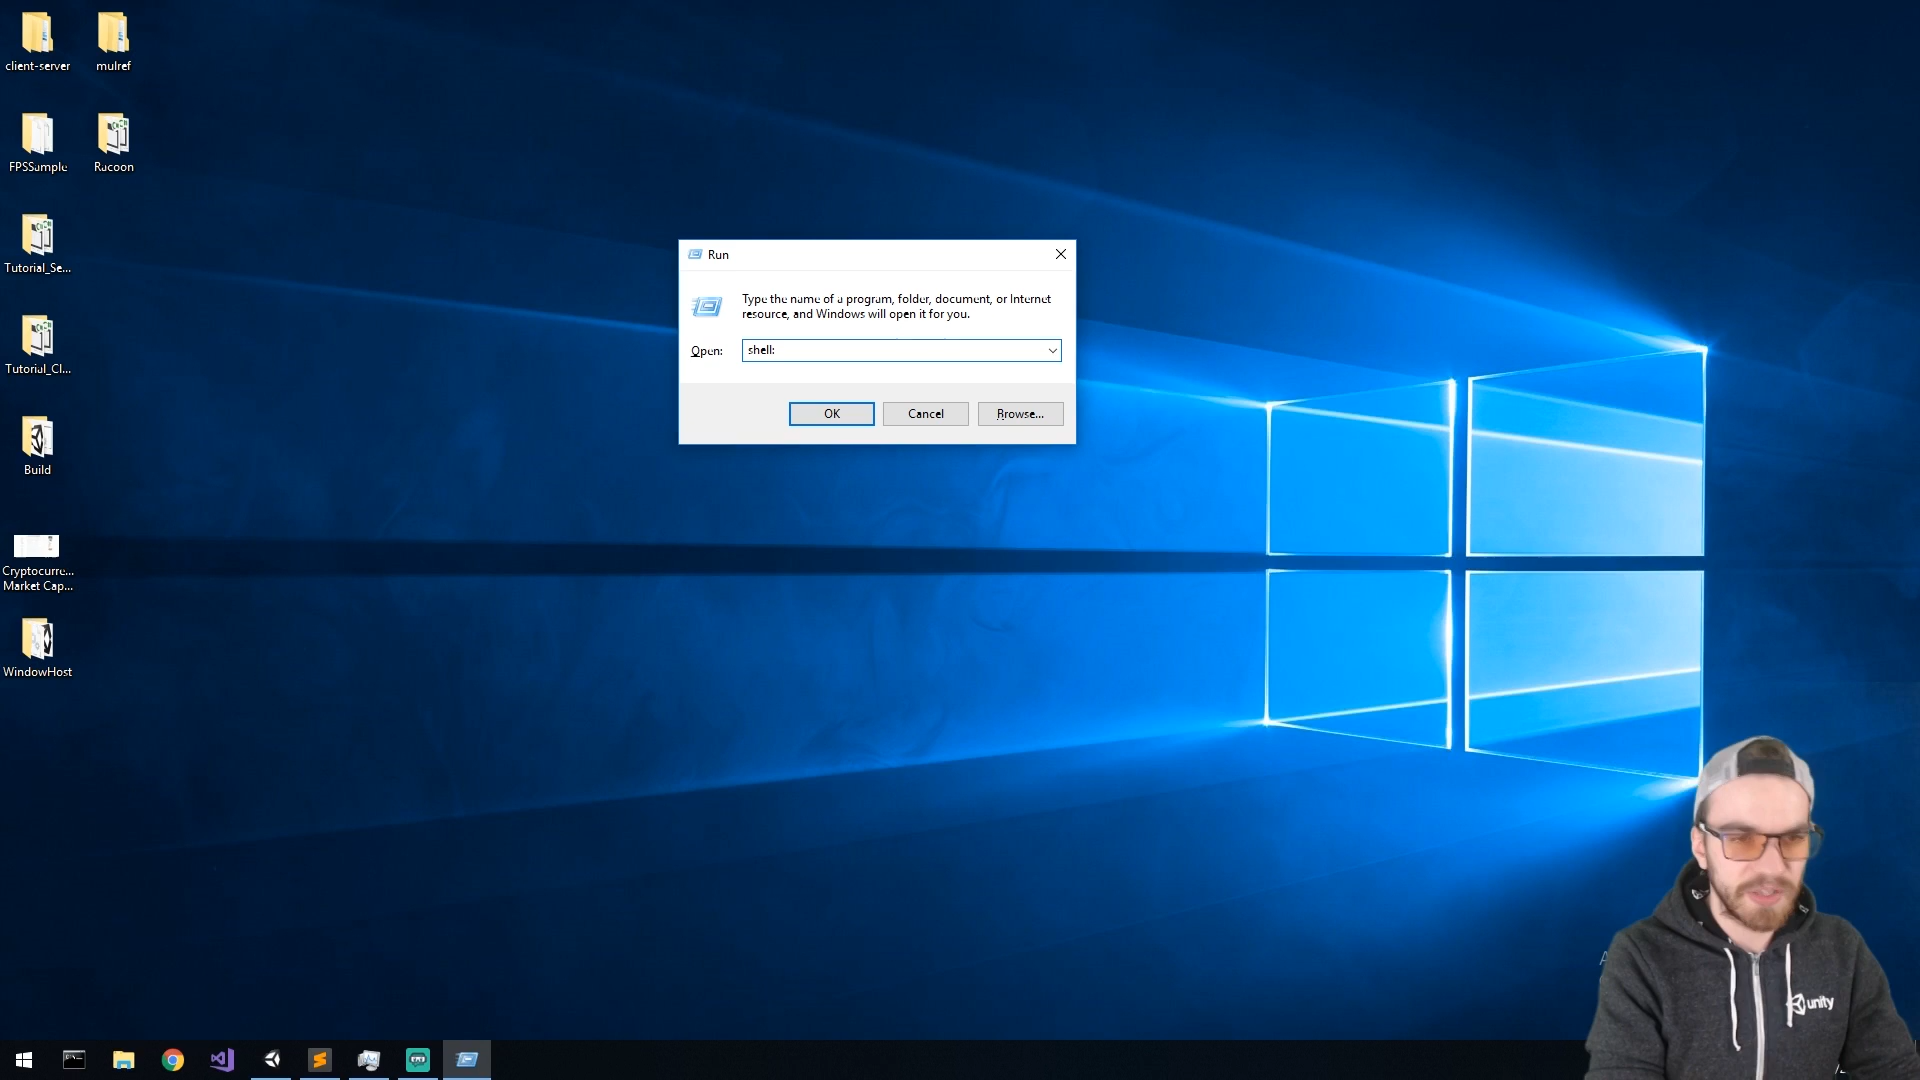 client-server
mulref
FPSSample
Racoon
Tutorial_Se...
Tutorial_Cl...
Build
Cryptocurre...
Market Cap...
WindowHost
Run
Type the name of a program, folder, document, or Internet
resource, and Windows will open it for you.
Open:
shell:
OK
Cancel
Browse...
unity